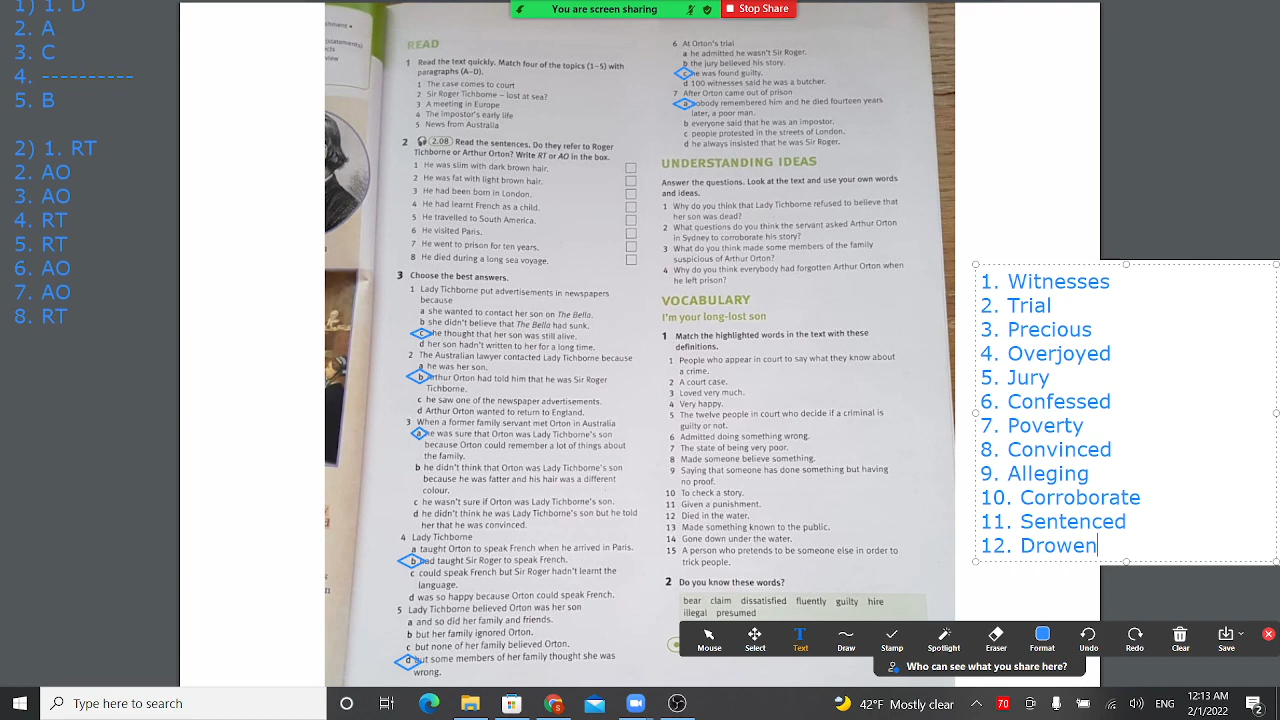 You are screen sharing
Stop Share
1) 1. D
2. A
3. C
4. ----------
5. B
2) 1. RT
2. AO
3. AO
4. RT
5. RT
6. AO
7. AO
8. RT
READ
1 Read the text quickly. Match four of the topics (1–5) with
paragraphs (A–D).
1 The case comes to court
2 Sir Roger Tichborne – lost at sea?
3 A meeting in Europe
4 The impostor's early life
5 News from Australia
2 2.08 Read the sentences. Do they refer to Roger
Tichborne or Arthur Orton? Write RT or AO in the box.
1 He was slim with dark brown hair.
2 He was fat with light brown hair.
3 He had been born in London.
4 He had learnt French as a child.
5 He travelled to South America.
6 He visited Paris.
7 He went to prison for ten years.
8 He died during a long sea voyage.
3 Choose the best answers.
1 Lady Tichborne put advertisements in newspapers
because
a she wanted to contact her son on The Bella.
b she didn't believe that The Bella had sunk.
c she thought that her son was still alive.
d her son hadn't written to her for a long time.
2 The Australian lawyer contacted Lady Tichborne because
a he was her son.
b Arthur Orton had told him that he was Sir Roger
Tichborne.
c he saw one of the newspaper advertisements.
d Arthur Orton wanted to return to England.
3 When a former family servant met Orton in Australia
a he was sure that Orton was Lady Tichborne's son
because Orton could remember a lot of things about
the family.
b he didn't think that Orton was Lady Tichborne's son
because he was fatter and his hair was a different
colour.
c he wasn't sure if Orton was Lady Tichborne's son.
d he didn't think he was Lady Tichborne's son but he told
her that he was convinced.
4 Lady Tichborne
a taught Orton to speak French when he arrived in Paris.
b had taught Sir Roger to speak French.
c could speak French but Sir Roger hadn't learnt the
language.
d was so happy because Orton could speak French.
5 Lady Tichborne believed Orton was her son
a and so did her family and friends.
b but her family ignored Orton.
c but none of her family believed Orton.
d but some members of her family thought she was
wrong.
6 At Orton's trial
a he admitted he wasn't Sir Roger.
b the jury believed his story.
c he was found guilty.
d 100 witnesses said he was a butcher.
7 After Orton came out of prison
a nobody remembered him and he died fourteen years
later, a poor man.
b everyone said that he was an impostor.
c people protested in the streets of London.
d he always insisted that he was Sir Roger.
UNDERSTANDING IDEAS
Answer the questions. Look at the text and use your own words
and ideas.
1 Why do you think that Lady Tichborne refused to believe that
her son was dead?
2 What questions do you think the servant asked Arthur Orton
in Sydney to corroborate his story?
3 What do you think made some members of the family
suspicious of Arthur Orton?
4 Why do you think everybody had forgotten Arthur Orton when
he left prison?
VOCABULARY
I'm your long-lost son
1 Match the highlighted words in the text with these
definitions.
1 People who appear in court to say what they know about
a crime.
2 A court case.
3 Loved very much.
4 Very happy.
5 The twelve people in court who decide if a criminal is
guilty or not.
6 Admitted doing something wrong.
7 The state of being very poor.
8 Made someone believe something.
9 Saying that someone has done something but having
no proof.
10 To check a story.
11 Given a punishment.
12 Died in the water.
13 Made something known to the public.
14 Gone down under the water.
15 A person who pretends to be someone else in order to
trick people.
2 Do you know these words?
bear claim dissatisfied fluently guilty hire
illegal presumed
1. Witnesses
2. Trial
3. Precious
4. Overjoyed
5. Jury
6. Confessed
7. Poverty
8. Convinced
9. Alleging
10. Corroborate
11. Sentenced
12. Drowen
Mouse Select Text Draw Stamp Spotlight Eraser Format Undo Redo Clear Save
Who can see what you share here?
Type here to search
70
12:13 AM
12/13/2022